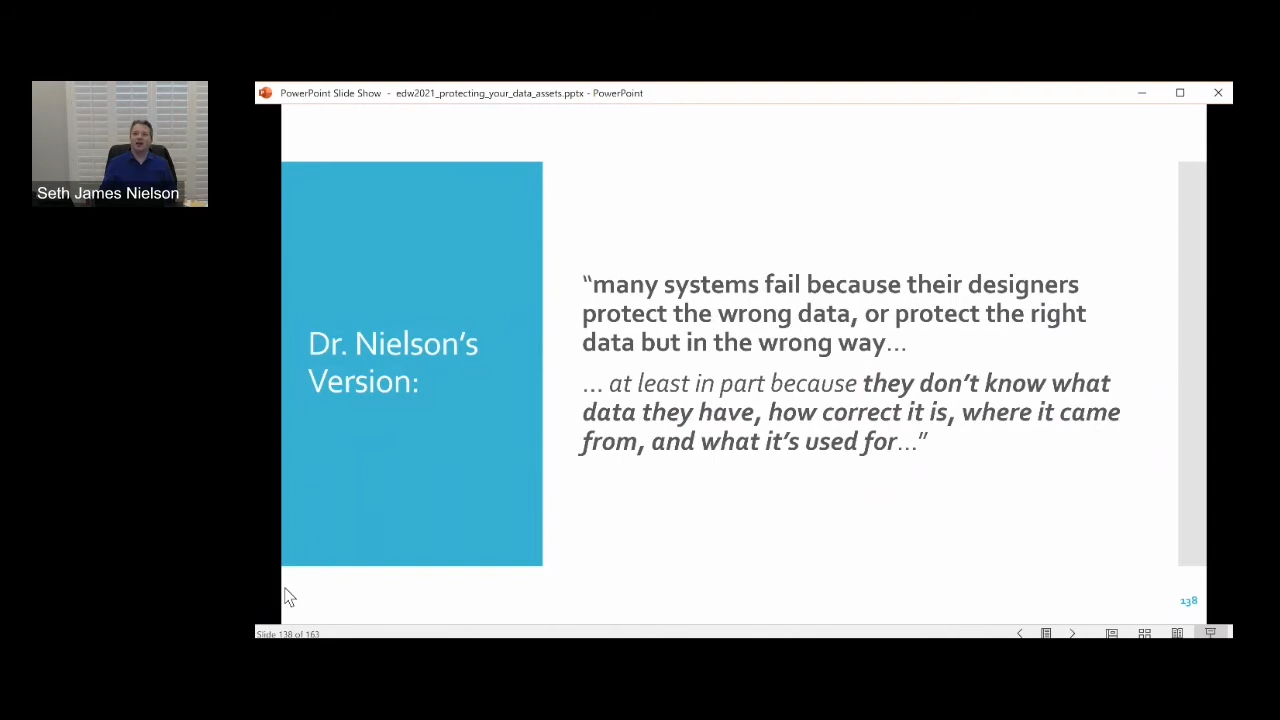 PowerPoint Slide Show - edw2021_protecting_your_data_assets.pptx - PowerPoint
Seth James Nielson
Dr. Nielson's
Version:
“many systems fail because their designers
protect the wrong data, or protect the right
data but in the wrong way…
… at least in part because they don't know what
data they have, how correct it is, where it came
from, and what it's used for…”
138
Slide 138 of 163